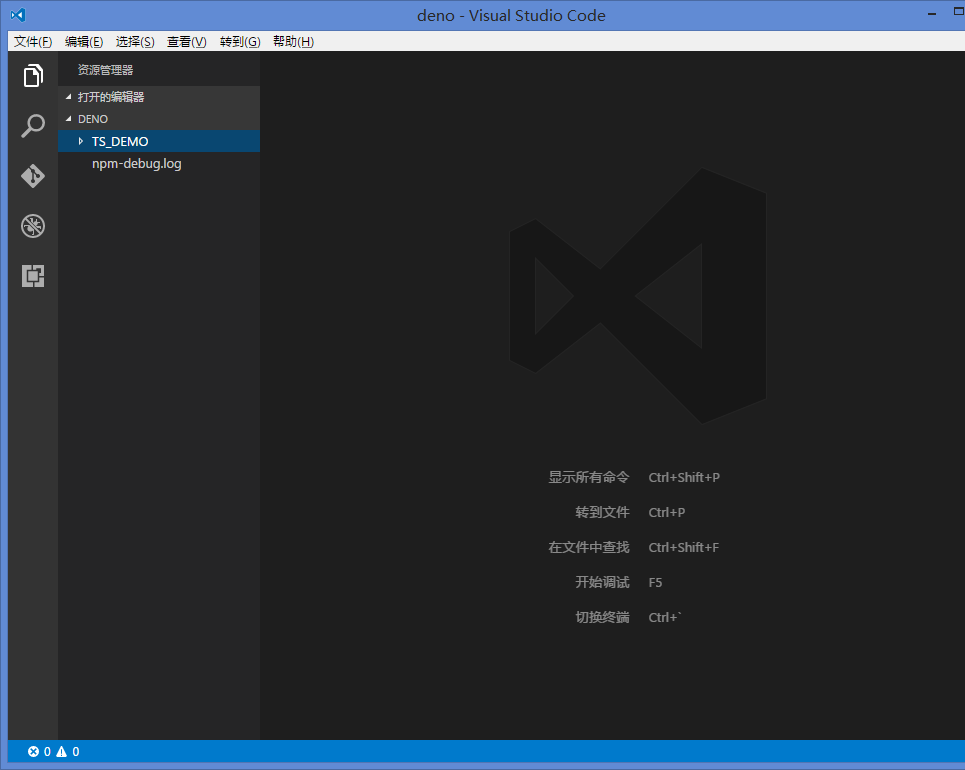 deno - Visual Studio Code
文件(F) 编辑(E) 选择(S) 查看(V) 转到(G) 帮助(H)
资源管理器
打开的编辑器
DENO
TS_DEMO
npm-debug.log
显示所有命令 Ctrl+Shift+P
转到文件 Ctrl+P
在文件中查找 Ctrl+Shift+F
开始调试 F5
切换终端 Ctrl+`
0 0